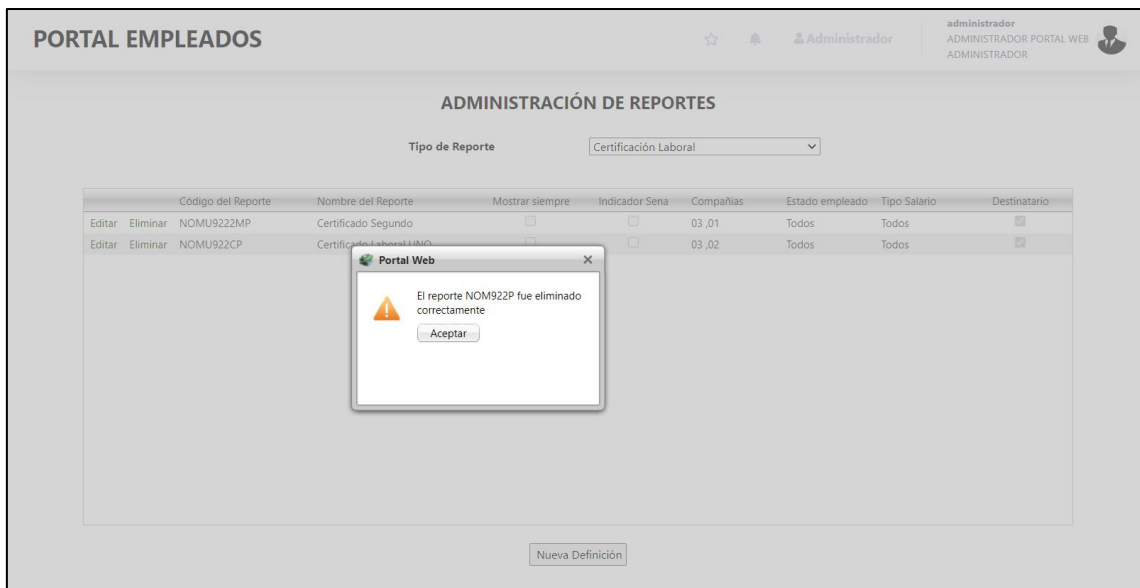 PORTAL EMPLEADOS
Administrador
administrador
ADMINISTRADOR PORTAL WEB
ADMINISTRADOR
ADMINISTRACIÓN DE REPORTES
Tipo de Reporte Certificación Laboral
Código del Reporte Nombre del Reporte Mostrar siempre Indicador Sena Compañias Estado empleado Tipo Salario Destinatario
Editar Eliminar NOMU9222MP Certificado Segundo 03 ,01 Todos Todos
Editar Eliminar NOMU922CP Certificado Laboral UNO 03 ,02 Todos Todos
Portal Web
El reporte NOM922P fue eliminado
correctamente
Aceptar
Nueva Definición